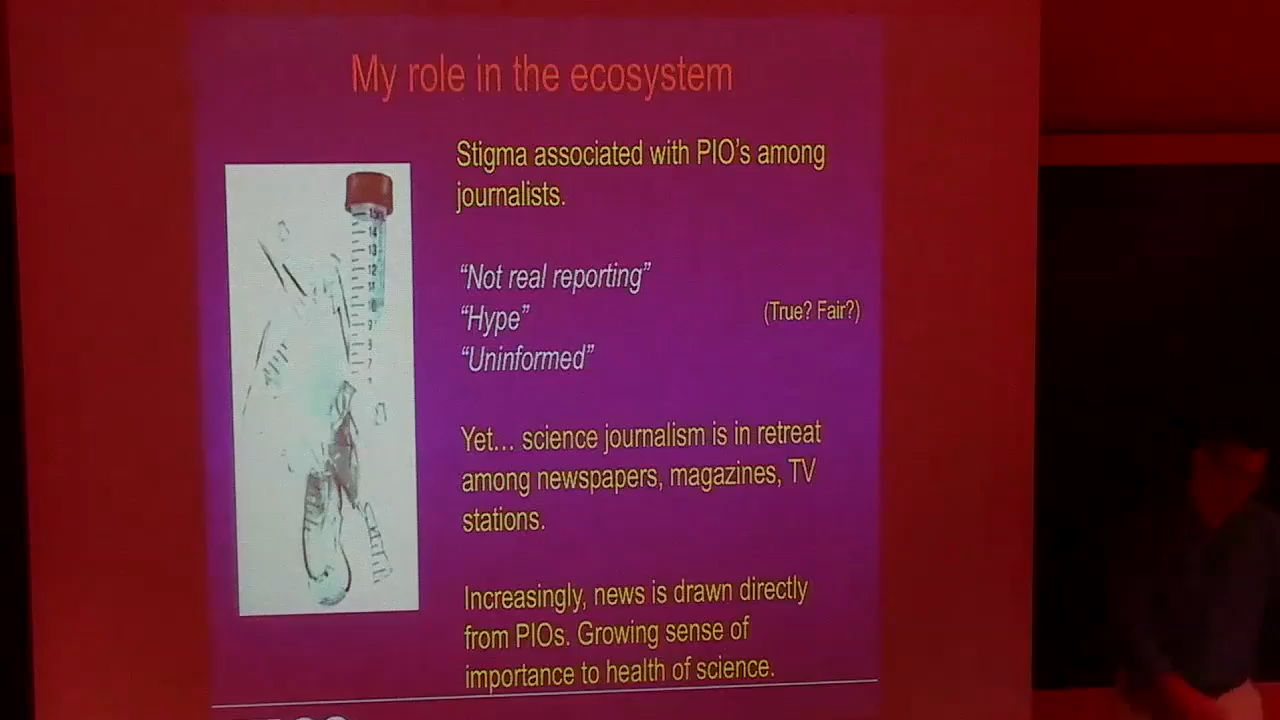 My role in the ecosystem
Stigma associated with PIO's among
journalists.
"Not real reporting"
"Hype"
(True? Fair?)
"Uninformed"
Yet... science journalism is in retreat
among newspapers, magazines, TV
stations.
Increasingly, news is drawn directly
from PIOs. Growing sense of
importance to health of science.